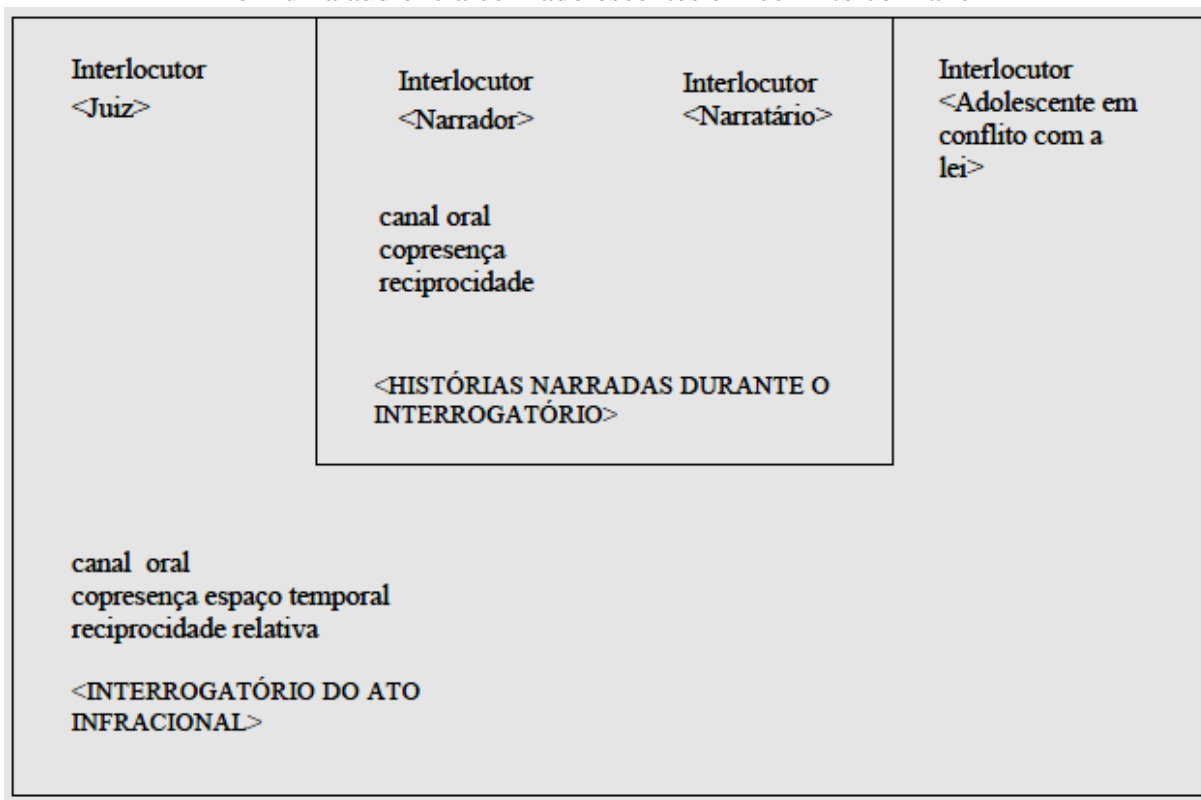 Interlocutor
<Juiz>
Interlocutor
<Narrador>
Interlocutor
<Narratário>
Interlocutor
<Adolescente em
conflito com a
lei>
canal oral
copresença
reciprocidade
<HISTÓRIAS NARRADAS DURANTE O
INTERROGATÓRIO>
canal oral
copresença espaço temporal
reciprocidade relativa
<INTERROGATÓRIO DO ATO
INFRACIONAL>